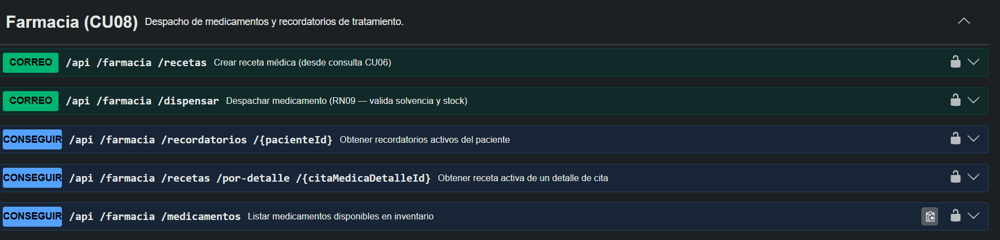 Farmacia (CU08) Despacho de medicamentos y recordatorios de tratamiento.
CORREO /api /farmacia /recetas Crear receta médica (desde consulta CU06)
CORREO /api /farmacia /dispensar Despachar medicamento (RN09 — valida solvencia y stock)
CONSEGUIR /api /farmacia /recordatorios /{pacienteId} Obtener recordatorios activos del paciente
CONSEGUIR /api /farmacia /recetas /por-detalle /{citaMedicaDetalleId} Obtener receta activa de un detalle de cita
CONSEGUIR /api /farmacia /medicamentos Listar medicamentos disponibles en inventario